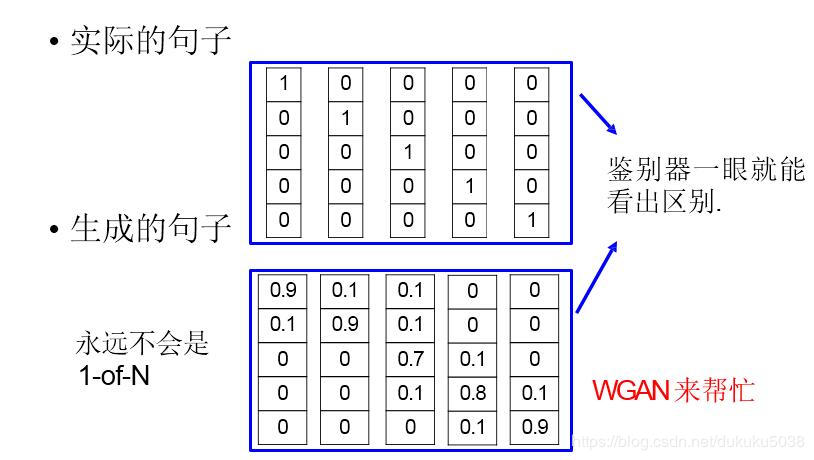 • 实际的句子
1 0 0 0 0
0 1 0 0 0
0 0 1 0 0
0 0 0 1 0
0 0 0 0 1
鉴别器一眼就能
看出区别.
• 生成的句子
0.9 0.1 0.1 0 0
0.1 0.9 0.1 0 0
0 0 0.7 0.1 0
0 0 0.1 0.8 0.1
0 0 0 0.1 0.9
永远不会是
1-of-N
WGAN 来帮忙
https://blog.csdn.net/dukuku5038